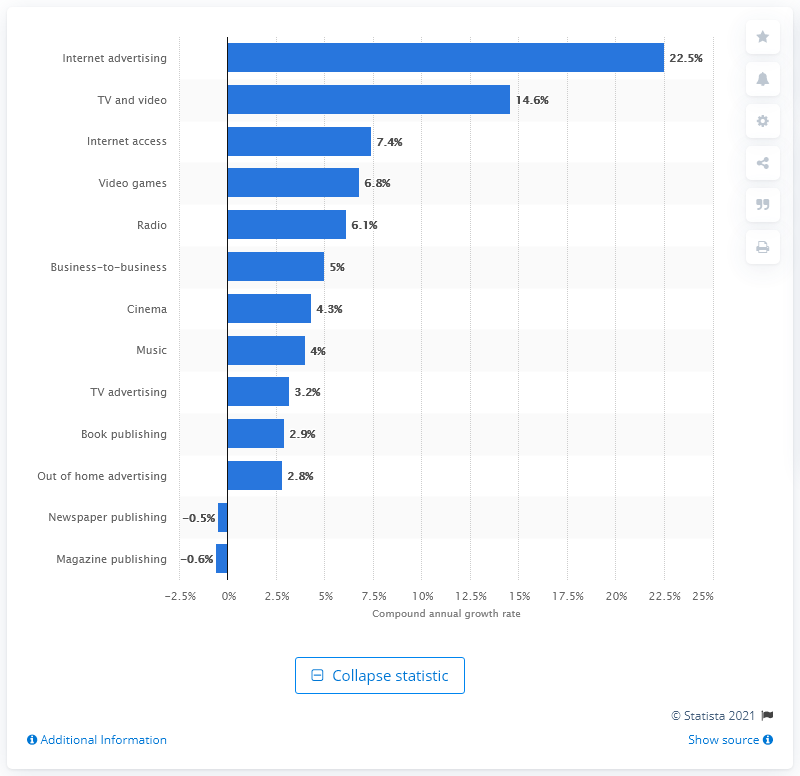 Internet advertising 22.5%
TV and video 14.6%
Internet access 7.4%
Video games 6.8%
Radio 6.1%
Business-to-business 5%
Cinema 4.3%
Music 4%
TV advertising 3.2%
Book publishing 2.9%
Out of home advertising 2.8%
Newspaper publishing -0.5%
Magazine publishing -0.6%
-2.5% 0% 2.5% 5% 7.5% 10% 12.5% 15% 17.5% 20% 22.5% 25%
Compound annual growth rate
Collapse statistic
© Statista 2021
Additional Information Show source